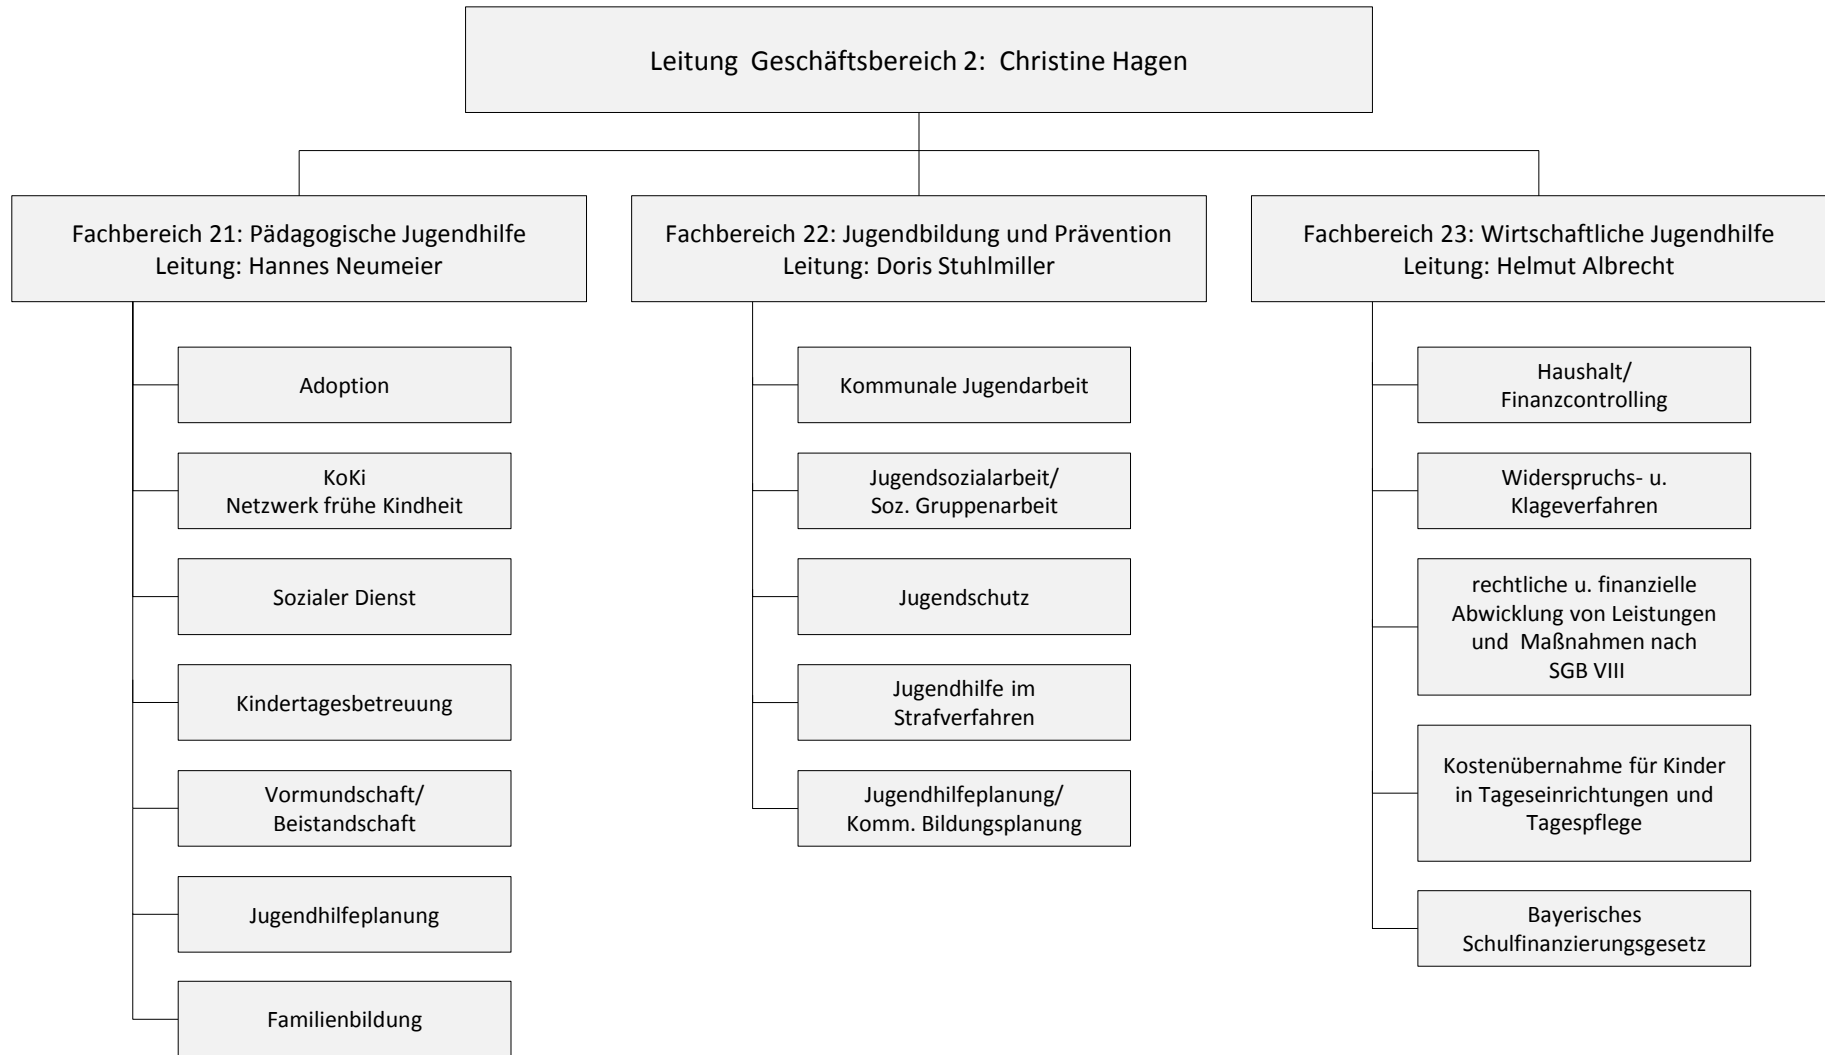 Leitung Geschäftsbereich 2: Christine Hagen
Fachbereich 21: Pädagogische Jugendhilfe
Leitung: Hannes Neumeier
Adoption
KoKi
Netzwerk frühe Kindheit
Sozialer Dienst
Kindertagesbetreuung
Vormundschaft/
Beistandschaft
Jugendhilfeplanung
Familienbildung
Fachbereich 22: Jugendbildung und Prävention
Leitung: Doris Stuhlmiller
Kommunale Jugendarbeit
Jugendsozialarbeit/
Soz. Gruppenarbeit
Jugendschutz
Jugendhilfe im
Strafverfahren
Jugendhilfeplanung/
Komm. Bildungsplanung
Fachbereich 23: Wirtschaftliche Jugendhilfe
Leitung: Helmut Albrecht
Haushalt/
Finanzcontrolling
Widerspruchs- u.
Klageverfahren
rechtliche u. finanzielle
Abwicklung von Leistungen
und Maßnahmen nach
SGB VIII
Kostenübernahme für Kinder
in Tageseinrichtungen und
Tagespflege
Bayerisches
Schulfinanzierungsgesetz